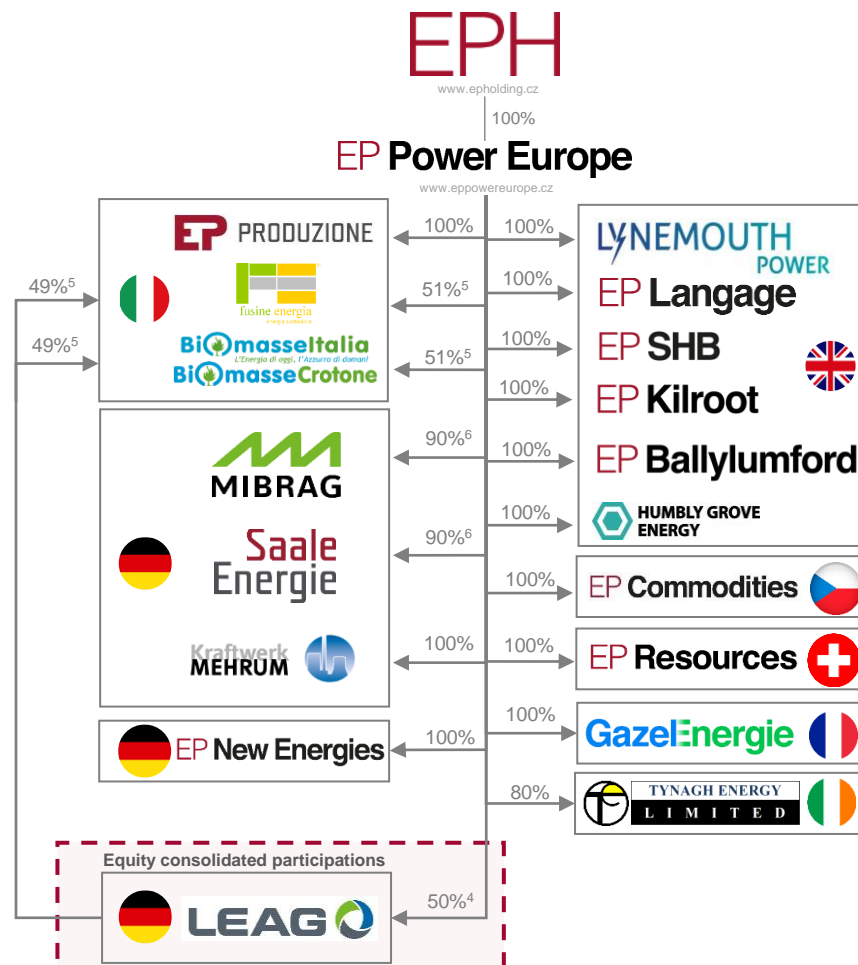 EPH
www.epholding.cz
100%
EP Power Europe
www.eppowereurope.cz
EP PRODUZIONE
100%
100%
LYNEMOUTH
POWER
49%5
fusine energia
51%5
100%
EP Langage
49%5
BiomasseItalia
L'Energia di oggi, l'Azzurro di domani
BiomasseCrotone
51%5
100%
EP SHB
100%
EP Kilroot
MIBRAG
90%6
100%
EP Ballylumford
100%
HUMBLY GROVE
ENERGY
Saale
Energie
90%6
100%
EP Commodities
Kraftwerk
MEHRUM
100%
100%
EP Resources
EP New Energies
100%
100%
GazelEnergie
80%
TYNAGH ENERGY
LIMITED
Equity consolidated participations
LEAG
50%4